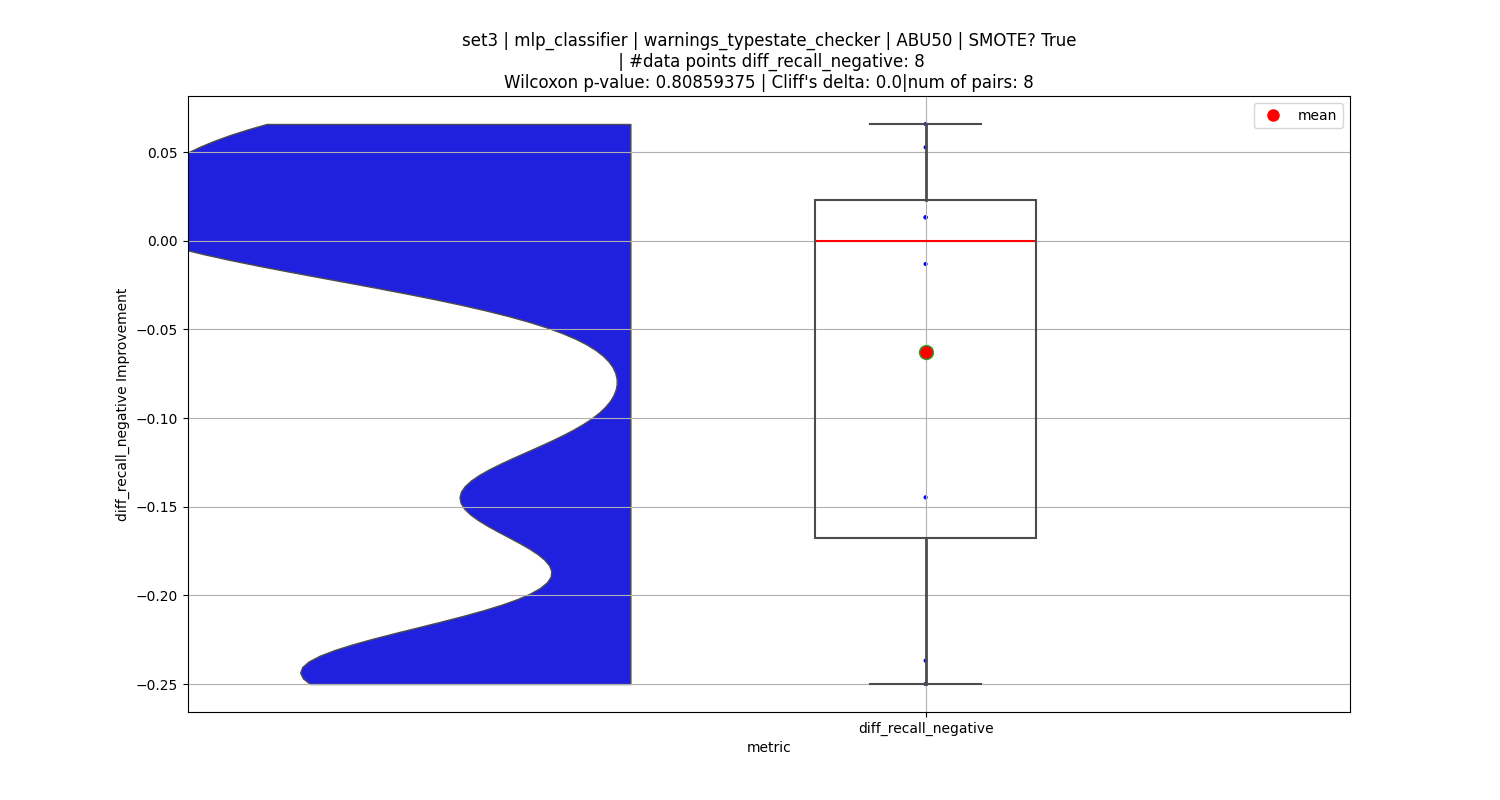 set3 | mlp_classifier | warnings_typestate_checker | ABU50 | SMOTE? True
| #data points diff_recall_negative: 8
Wilcoxon p-value: 0.80859375 | Cliff's delta: 0.0|num of pairs: 8
mean
0.05
0.00
−0.05
−0.10
−0.15
−0.20
−0.25
diff_recall_negative Improvement
diff_recall_negative
metric